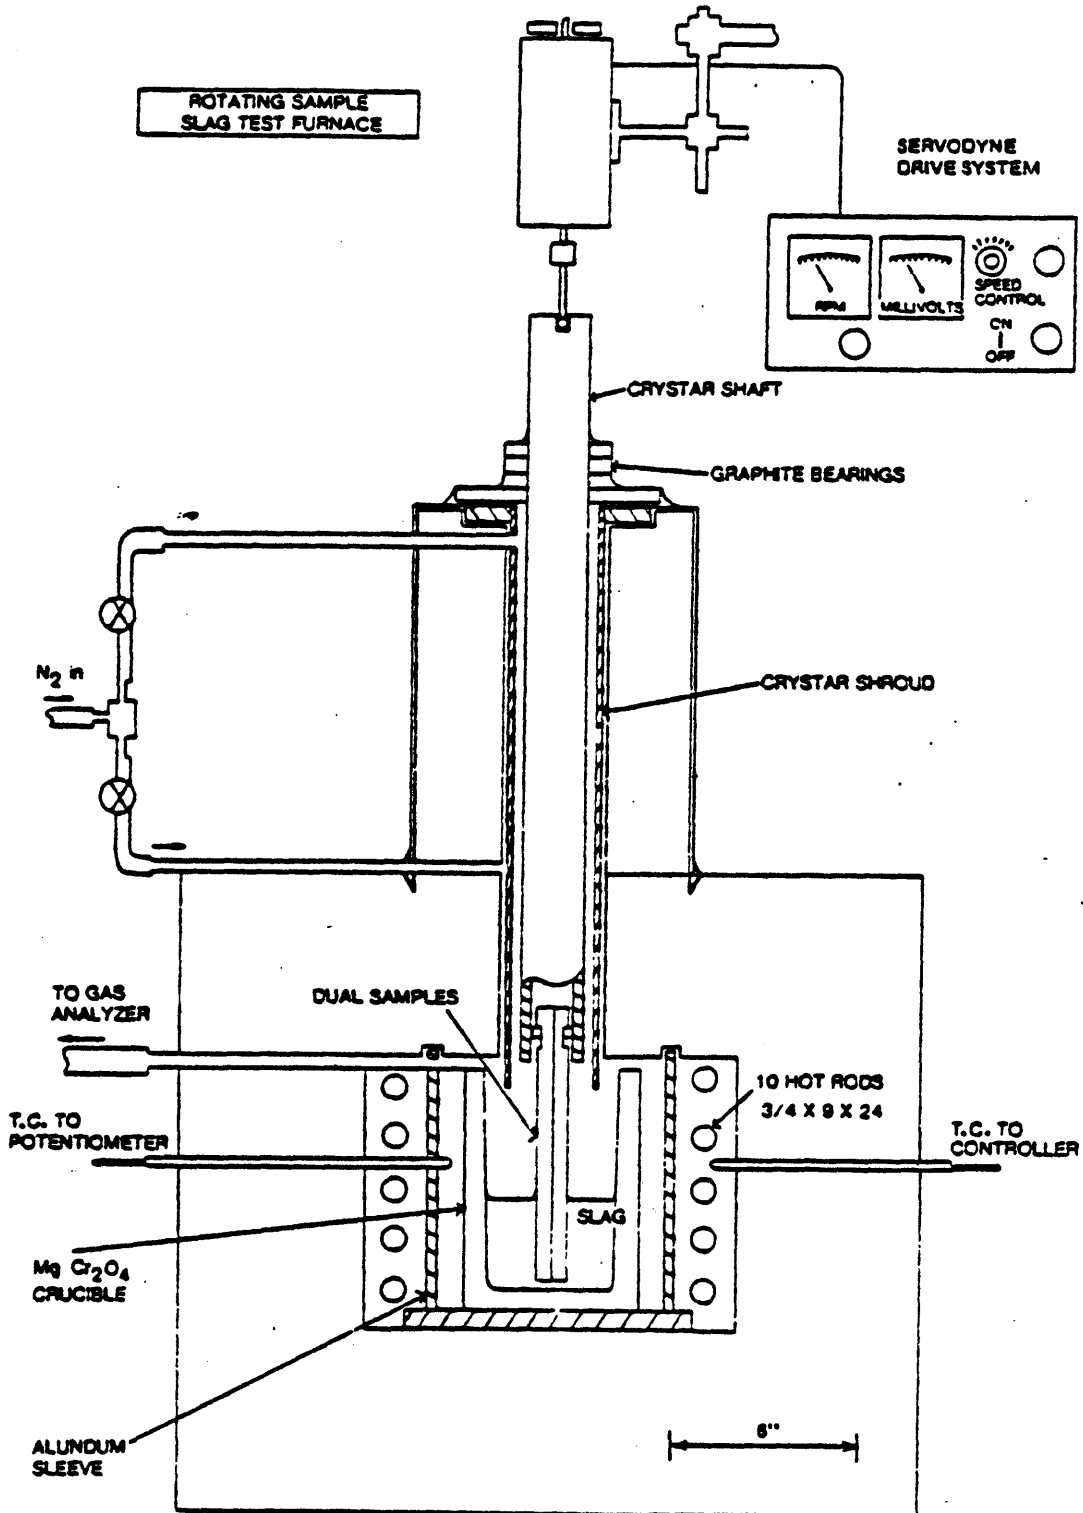 ROTATING SAMPLE
SLAG TEST FURNACE
SERVODYNE
DRIVE SYSTEM
RPM
MILLIVOLTS
SPEED
CONTROL
ON
OFF
CRYSTAR SHAFT
GRAPHITE BEARINGS
N2 in
CRYSTAR SHROUD
TO GAS
ANALYZER
DUAL SAMPLES
10 HOT RODS
3/4 X 9 X 24
T.C. TO
POTENTIOMETER
T.C. TO
CONTROLLER
SLAG
Mg Cr2O4
CRUCIBLE
ALUNDUM
SLEEVE
6"